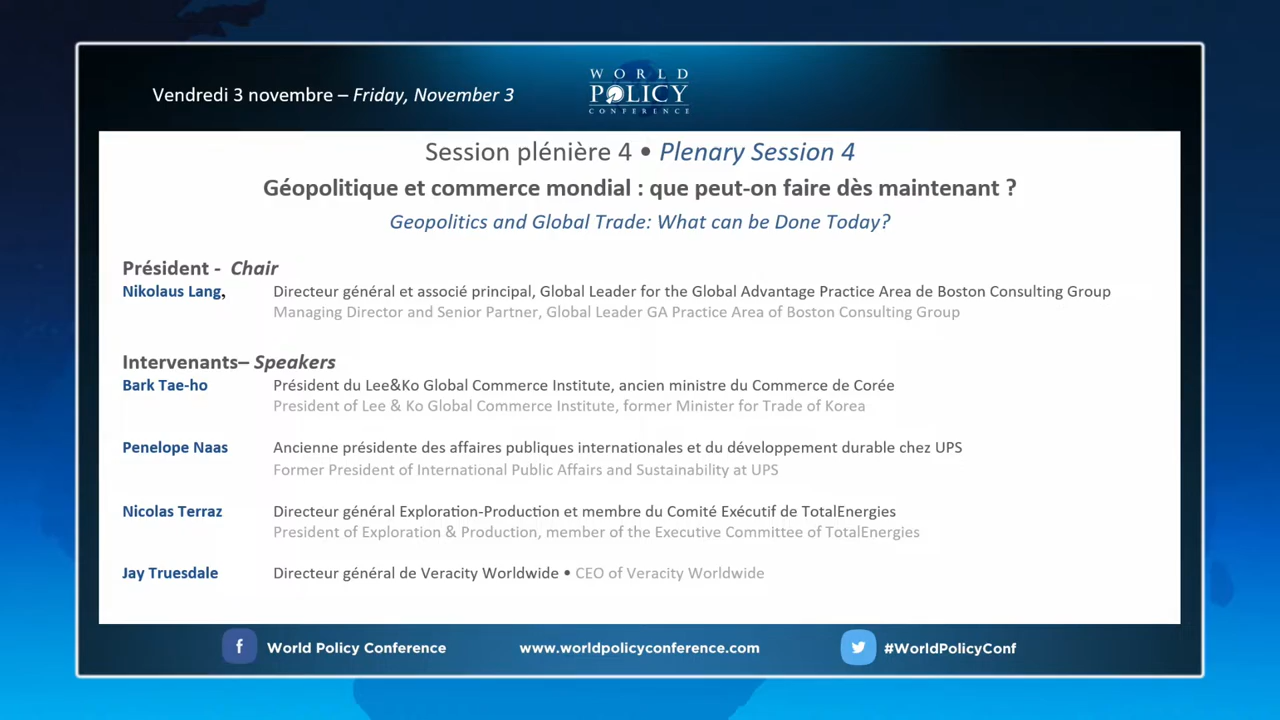 Vendredi 3 novembre – Friday, November 3
WORLD
POLICY
CONFERENCE
Session plénière 4 • Plenary Session 4
Géopolitique et commerce mondial : que peut-on faire dès maintenant ?
Geopolitics and Global Trade: What can be Done Today?
Président - Chair
Nikolaus Lang, Directeur général et associé principal, Global Leader for the Global Advantage Practice Area de Boston Consulting Group
Managing Director and Senior Partner, Global Leader GA Practice Area of Boston Consulting Group
Intervenants– Speakers
Bark Tae-ho Président du Lee&Ko Global Commerce Institute, ancien ministre du Commerce de Corée
President of Lee & Ko Global Commerce Institute, former Minister for Trade of Korea
Penelope Naas Ancienne présidente des affaires publiques internationales et du développement durable chez UPS
Former President of International Public Affairs and Sustainability at UPS
Nicolas Terraz Directeur général Exploration-Production et membre du Comité Exécutif de TotalEnergies
President of Exploration & Production, member of the Executive Committee of TotalEnergies
Jay Truesdale Directeur général de Veracity Worldwide • CEO of Veracity Worldwide
f World Policy Conference www.worldpolicyconference.com #WorldPolicyConf